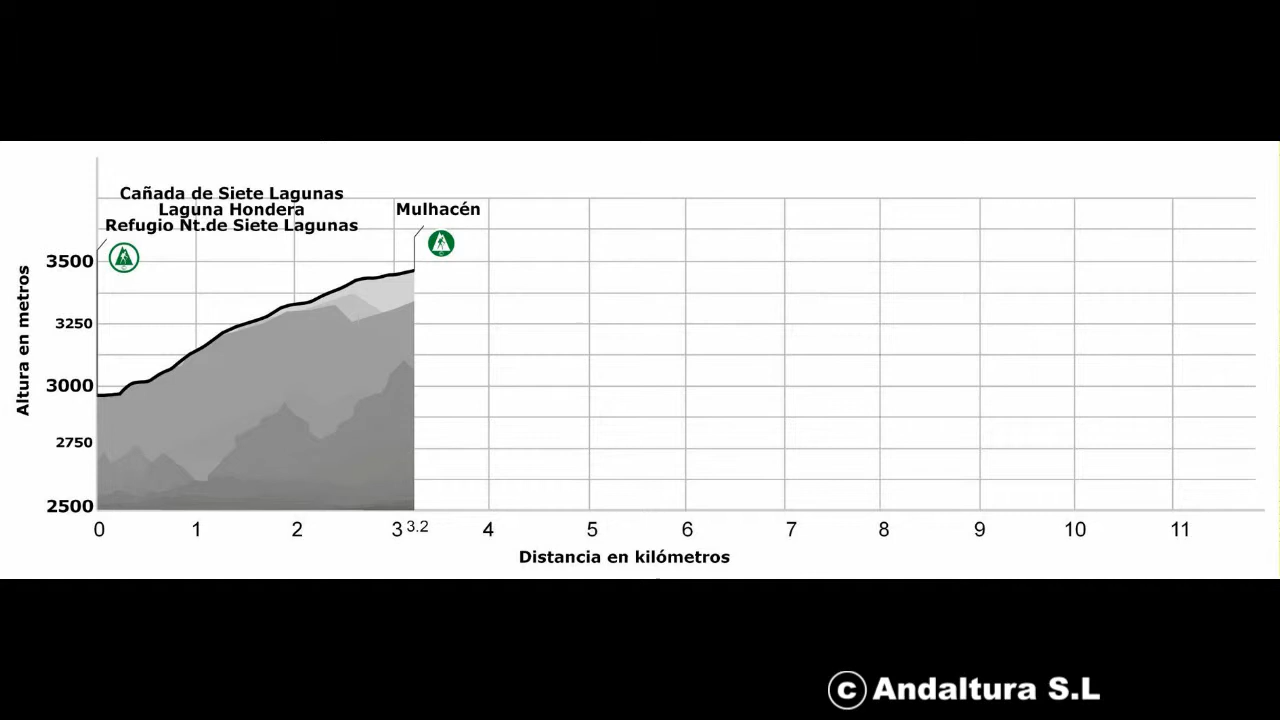 Cañada de Siete Lagunas
Laguna Hondera
Refugio Nt.de Siete Lagunas
Mulhacén
Altura en metros
3500
3250
3000
2750
2500
0 1 2 3 3.2 4 5 6 7 8 9 10 11
Distancia en kilómetros
© Andaltura S.L